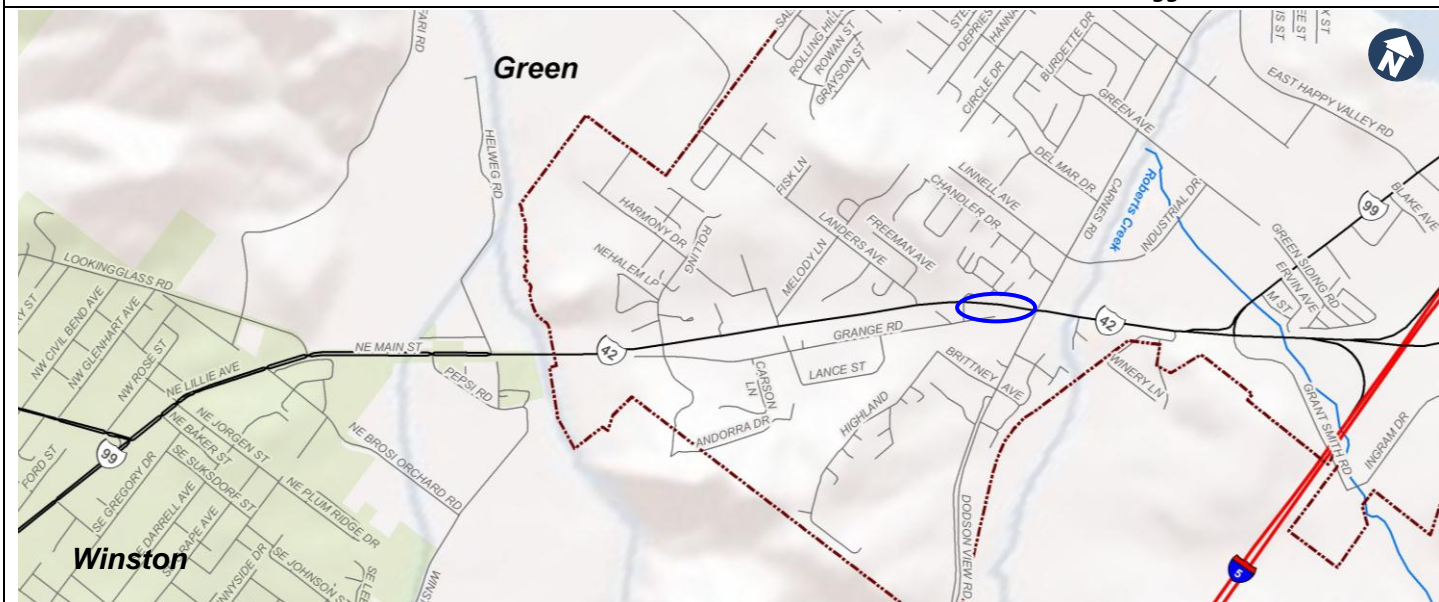 Green
Winston
N
FARI RD
HELWEG RD
LOOKINGGLASS RD
RY ST
NW CIVIL BEND AVE
NW GLENHART AVE
NW ROSE ST
NE LILLIE AVE
NE MAIN ST
PEPSI RD
FORD ST
99
SE GREGORY DR
NE JORGEN ST
NE BAKER ST
SE SUKSDORF ST
SE DARRELL AVE
NE PLUM RIDGE DR
NE BROSI ORCHARD RD
SE JOHNSON ST
ROLLING HILLS
ROWAN ST
GRAYSON ST
FISK LN
HARMONY DR
ROLLING
NEHALEM LP
MELODY LN
LANDERS AVE
FREEMAN AVE
CHANDLER DR
LINNELL AVE
CIRCLE DR
BURDETTE DR
GREEN AVE
DEL MAR DR
CARNES RD
Roberts Creek
INDUSTRIAL DR
EAST HAPPY VALLEY RD
99
BLAKE AVE
GREEN SIDING RD
ERVIN AVE
M ST
42
GRANGE RD
42
CARSON LN
LANCE ST
ANDORRA DR
HIGHLAND
BRITTNEY AVE
WINERY LN
DODSON VIEW RD
GRANT SMITH RD
INGRAM DR
5